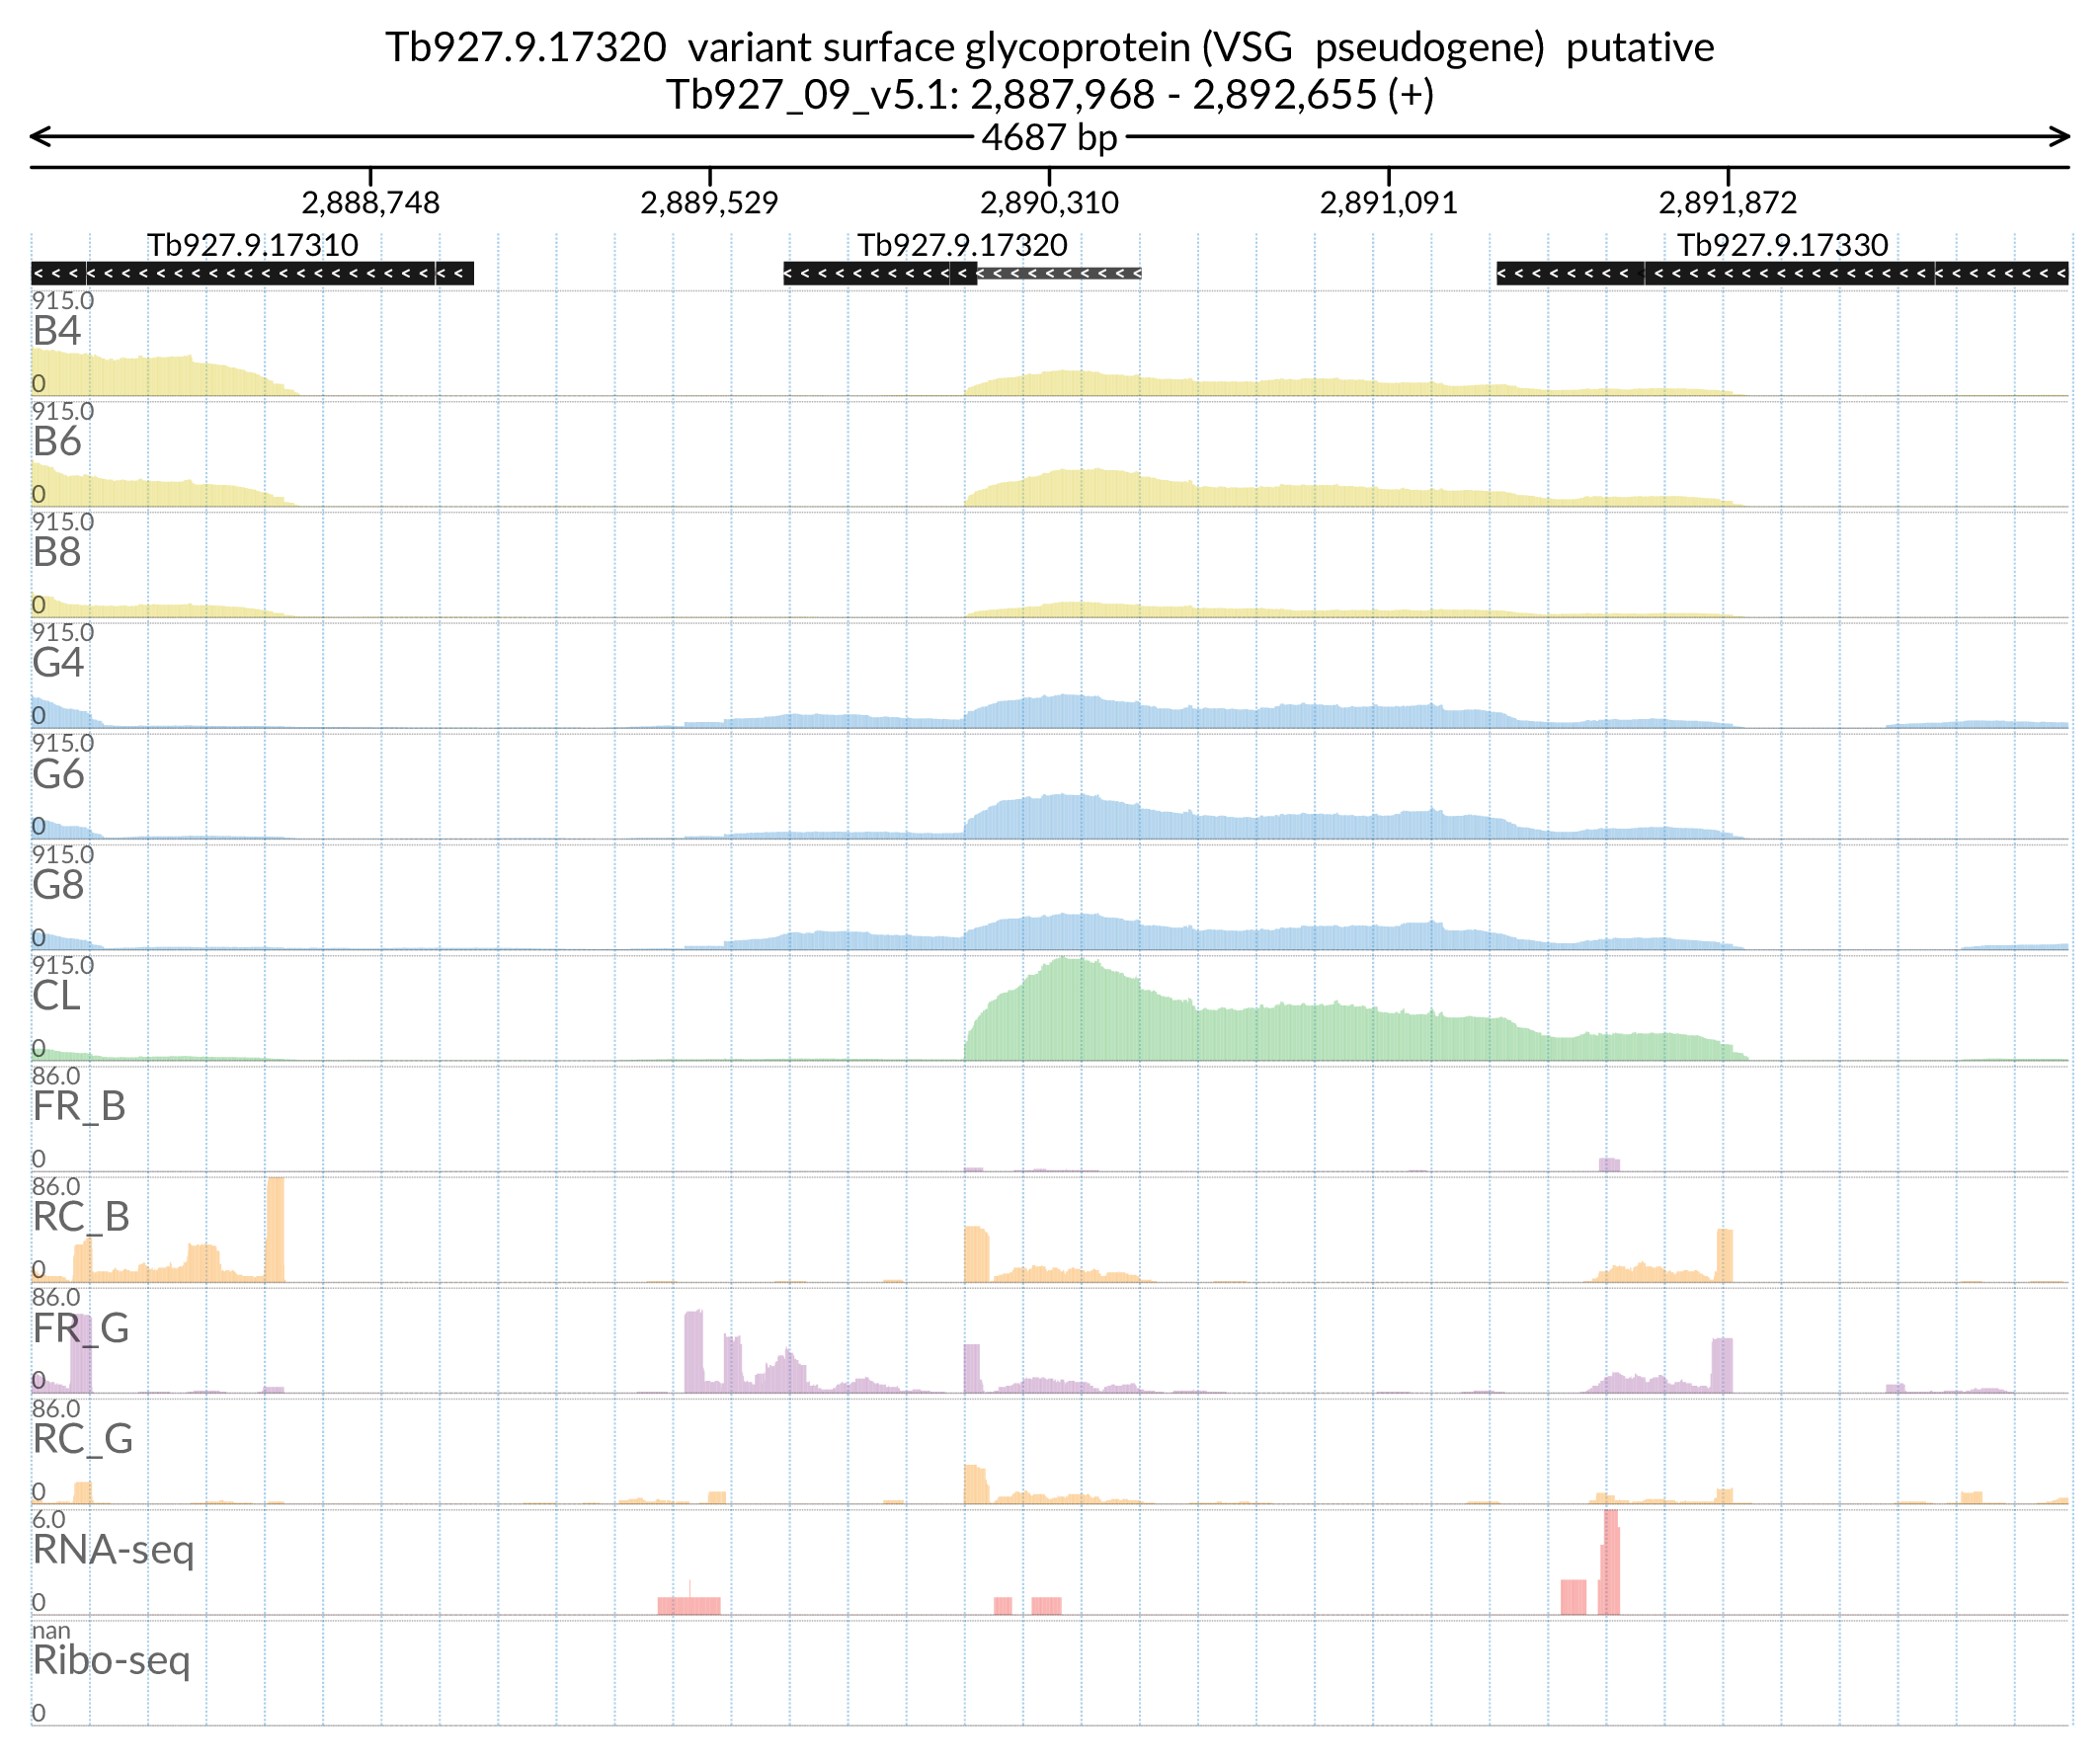 Tb927.9.17320  variant surface glycoprotein (VSG  pseudogene)  putative
Tb927_09_v5.1: 2,887,968 - 2,892,655 (+)
4687 bp
2,888,748 2,889,529 2,890,310 2,891,091 2,891,872
Tb927.9.17310 Tb927.9.17320 Tb927.9.17330
915.0
B4
0
915.0
B6
0
915.0
B8
0
915.0
G4
0
915.0
G6
0
915.0
G8
0
915.0
CL
0
86.0
FR_B
0
86.0
RC_B
0
86.0
FR_G
0
86.0
RC_G
0
6.0
RNA-seq
0
nan
Ribo-seq
0